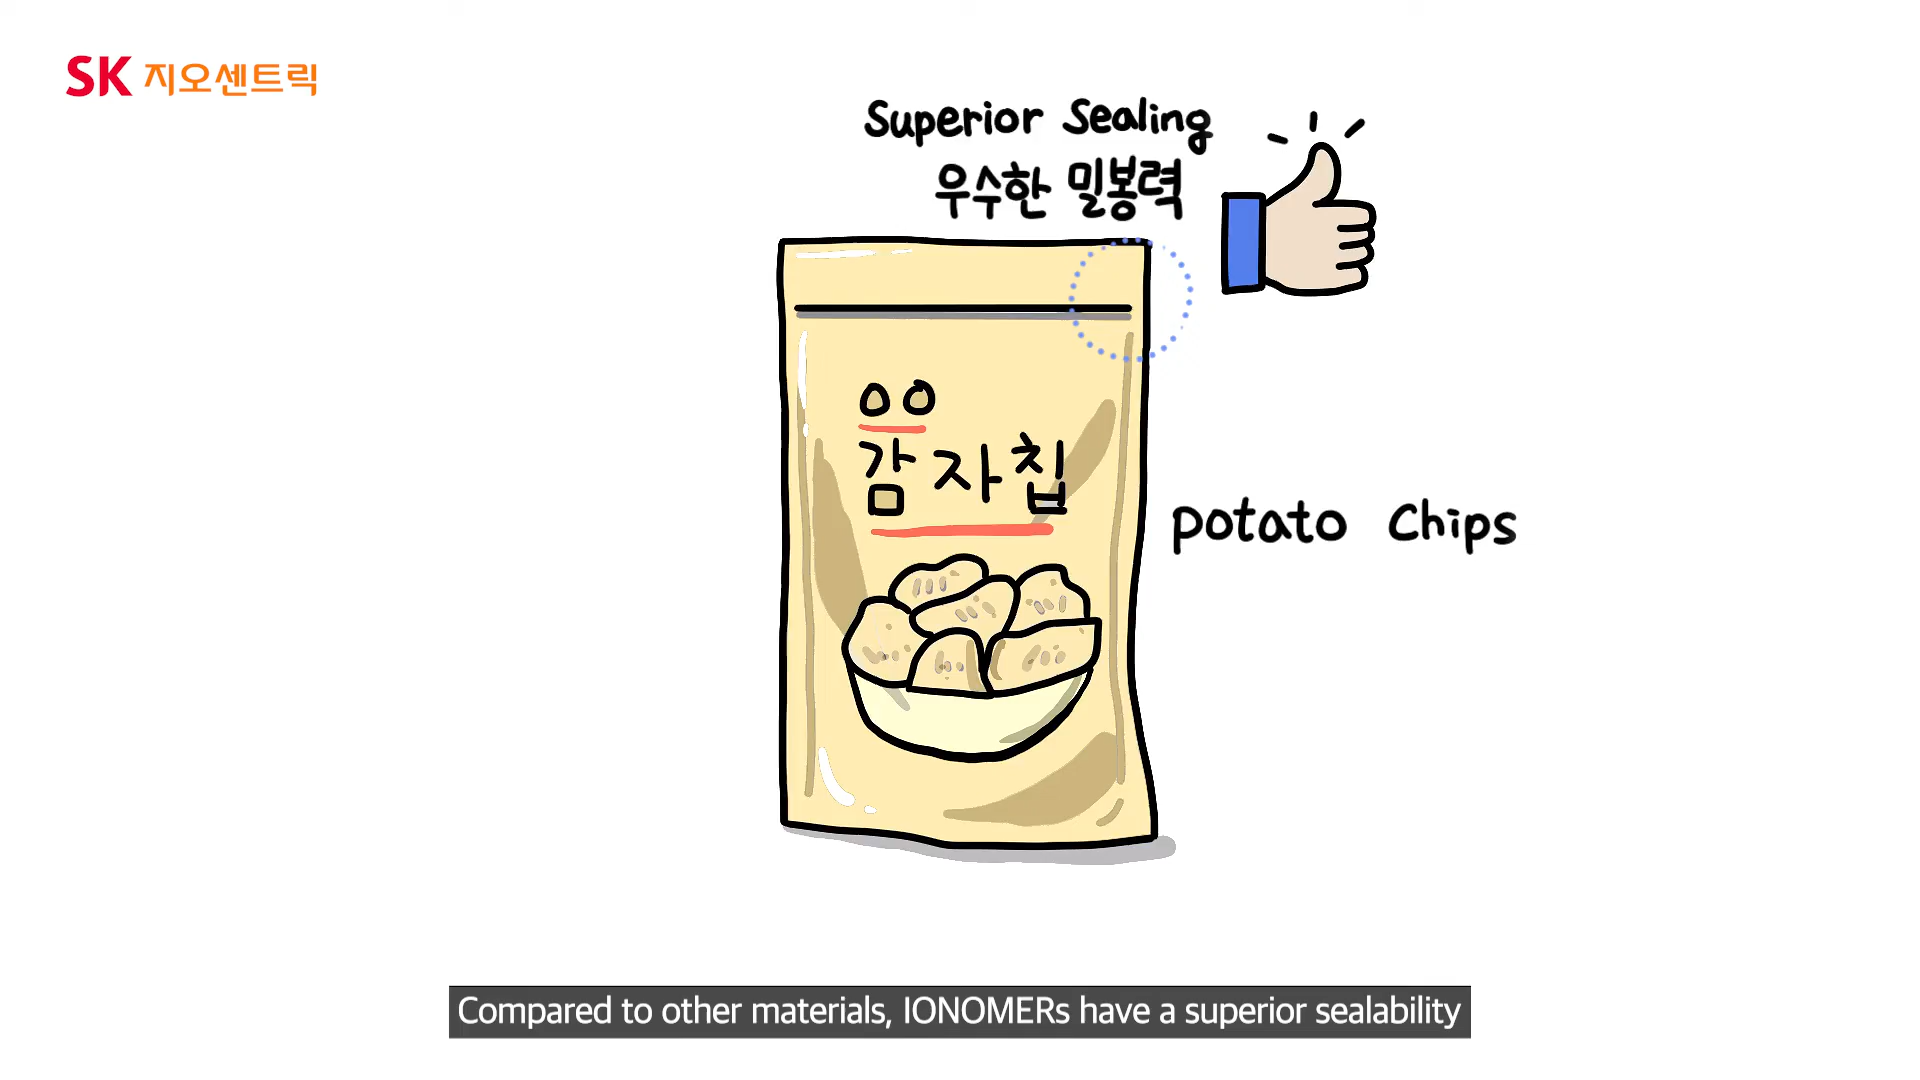 SK 지오센트릭
Superior Sealing
우수한 밀봉력
OO
감자칩
potato chips
Compared to other materials, IONOMERs have a superior sealability